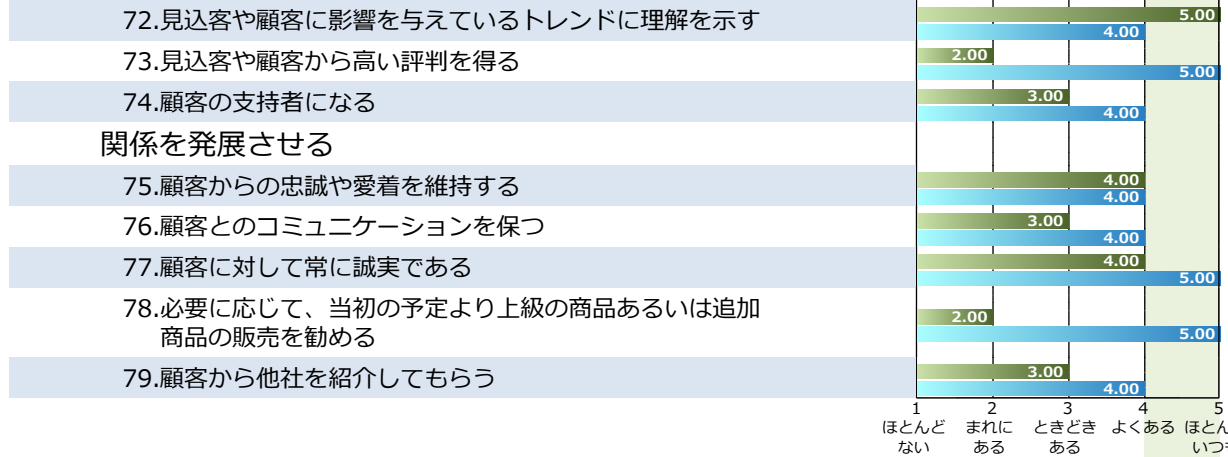 72.見込客や顧客に影響を与えているトレンドに理解を示す
5.00
4.00
73.見込客や顧客から高い評判を得る
2.00
5.00
74.顧客の支持者になる
3.00
4.00
関係を発展させる
75.顧客からの忠誠や愛着を維持する
4.00
4.00
76.顧客とのコミュニケーションを保つ
3.00
4.00
77.顧客に対して常に誠実である
4.00
5.00
78.必要に応じて、当初の予定より上級の商品あるいは追加
商品の販売を勧める
2.00
5.00
79.顧客から他社を紹介してもらう
3.00
4.00
1 2 3 4 5
ほとんど まれに ときどき よくある ほとん
ない ある ある いつ